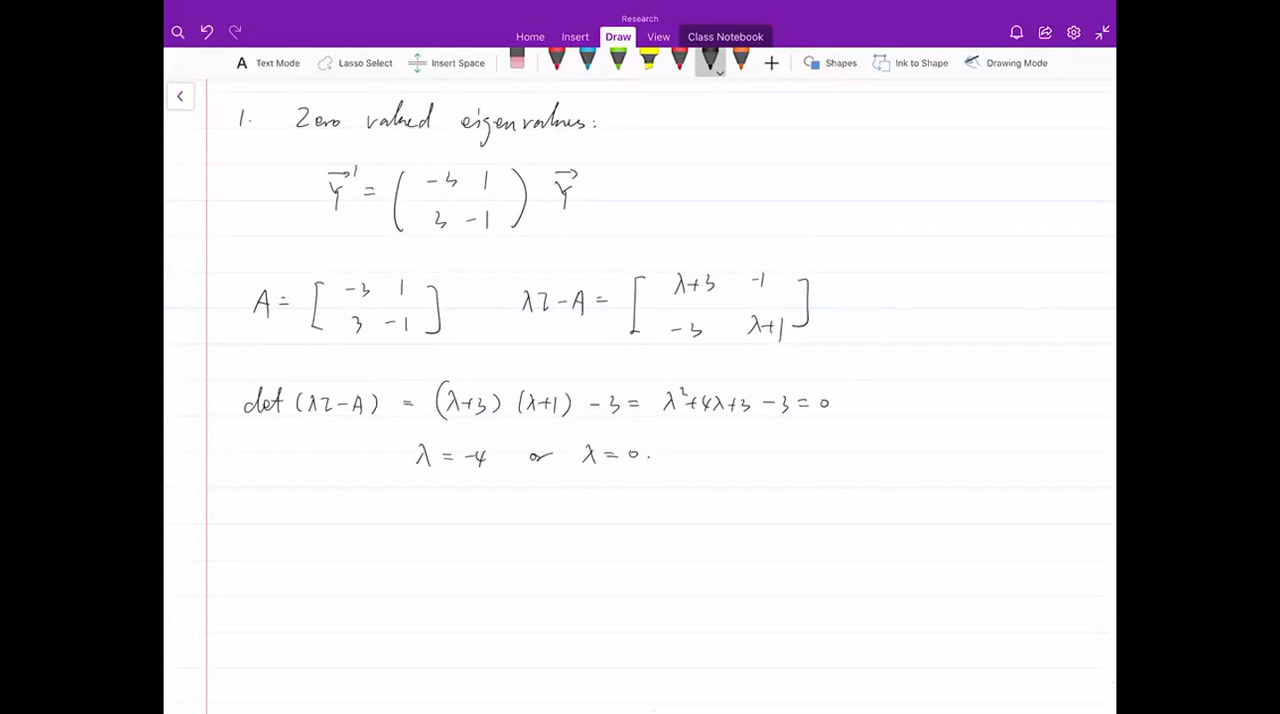 Research
Home Insert Draw View Class Notebook
A Text Mode Lasso Select Insert Space + Shapes Ink to Shape Drawing Mode
1. Zero valued eigenvalues:
Y⃗' = ( -3 1 Y⃗
3 -1 )
A = [ -3 1 λI-A = [ λ+3 -1
3 -1 ] -3 λ+1 ]
det (λI-A) = (λ+3) (λ+1) - 3 = λ²+4λ+3 - 3 = 0
λ = -4 or λ = 0.